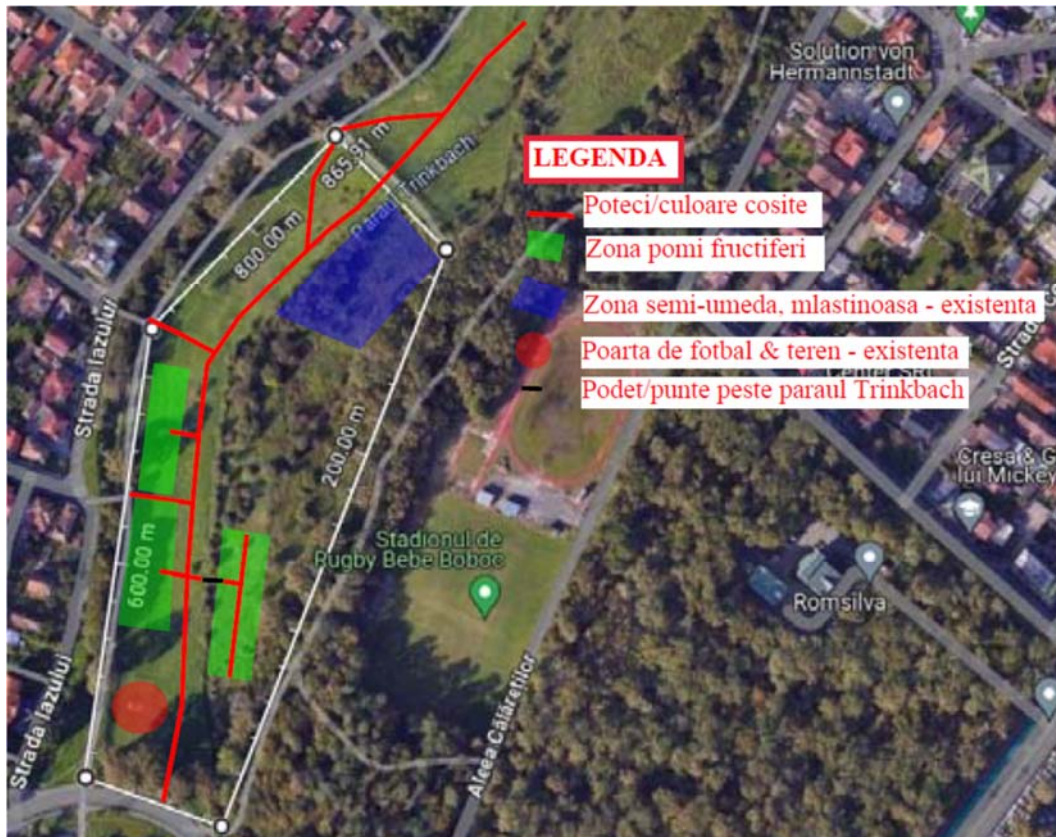 Solution von
Hermannstadt
865.91 m
Paraul Trinkbach
800.00 m
LEGENDA
Poteci/culoare cosite
Zona pomi fructiferi
Zona semi-umeda, mlastinoasa - existenta
Poarta de fotbal & teren - existenta
Center SRL
Podet/punte peste paraul Trinkbach
Strada Iazului
200.00 m
Cresa & G
lui Mickey
Stadionul de
Rugby Bebe Boboc
600.00 m
Romsilva
Strada Iazului
Aleea Călăreților